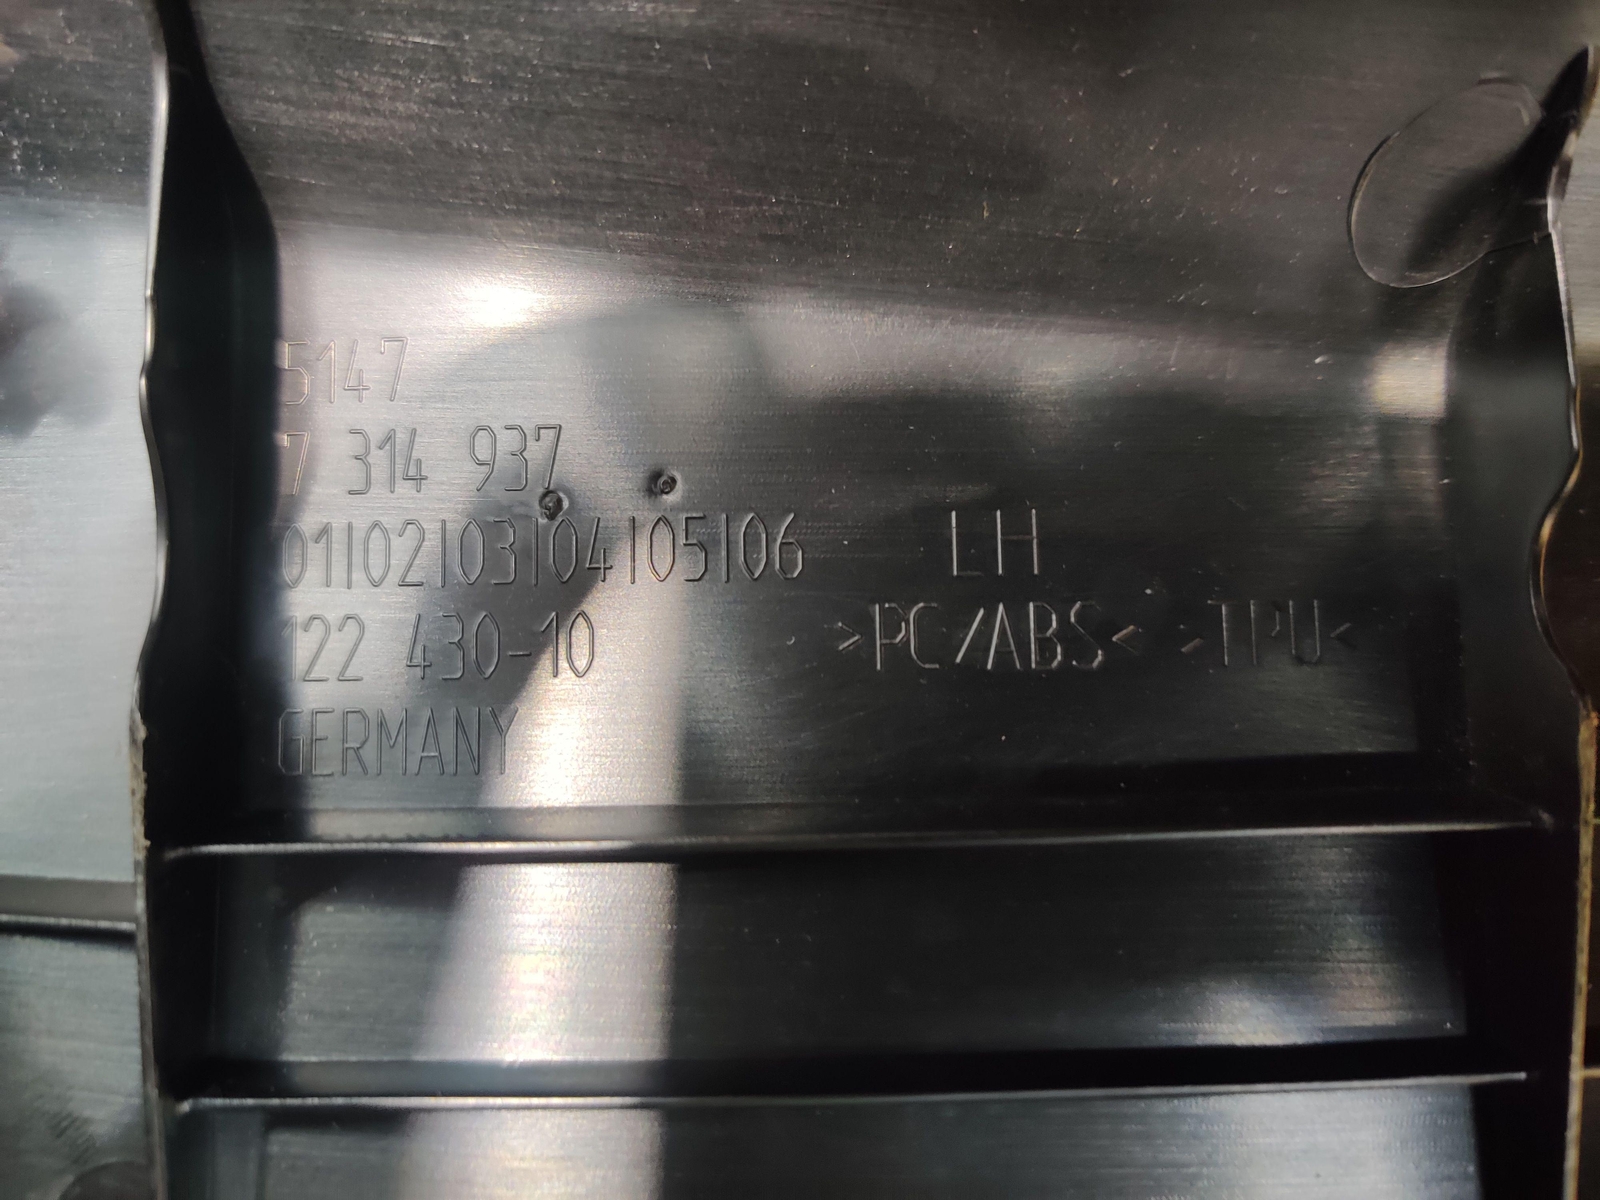 5147
7 314 937
01|02|03|04|05|06
122 430-10
GERMANY
LH
>PC/ABS< >TPU<